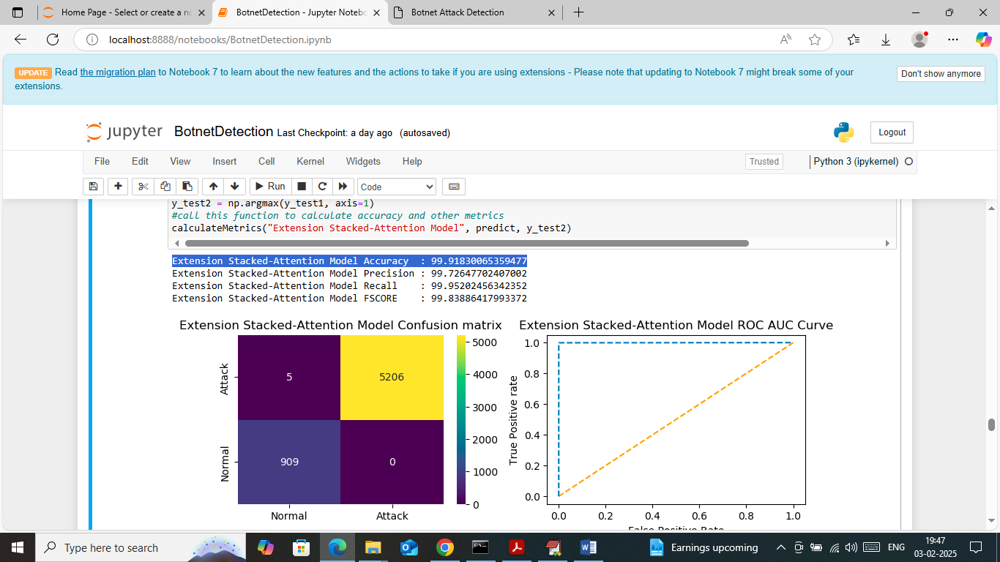 Home Page - Select or create a no
BotnetDetection - Jupyter Notebo
Botnet Attack Detection
localhost:8888/notebooks/BotnetDetection.ipynb
UPDATE Read the migration plan to Notebook 7 to learn about the new features and the actions to take if you are using extensions - Please note that updating to Notebook 7 might break some of your
extensions.
Don't show anymore
jupyter BotnetDetection Last Checkpoint: a day ago (autosaved)
Logout
File Edit View Insert Cell Kernel Widgets Help
Trusted
Python 3 (ipykernel)
Run
Code
y_test2 = np.argmax(y_test1, axis=1)
#call this function to calculate accuracy and other metrics
calculateMetrics("Extension Stacked-Attention Model", predict, y_test2)
Extension Stacked-Attention Model Accuracy : 99.91830065359477
Extension Stacked-Attention Model Precision : 99.72647702407002
Extension Stacked-Attention Model Recall : 99.95202456342352
Extension Stacked-Attention Model FSCORE : 99.83886417993372
Extension Stacked-Attention Model Confusion matrix
Attack
Normal
5
5206
909
0
Normal
Attack
5000
4000
3000
2000
1000
0
Extension Stacked-Attention Model ROC AUC Curve
True Positive rate
1.0
0.8
0.6
0.4
0.2
0.0
0.0 0.2 0.4 0.6 0.8 1.0
False Positive Rate
Type here to search
Earnings upcoming
ENG
19:47
03-02-2025